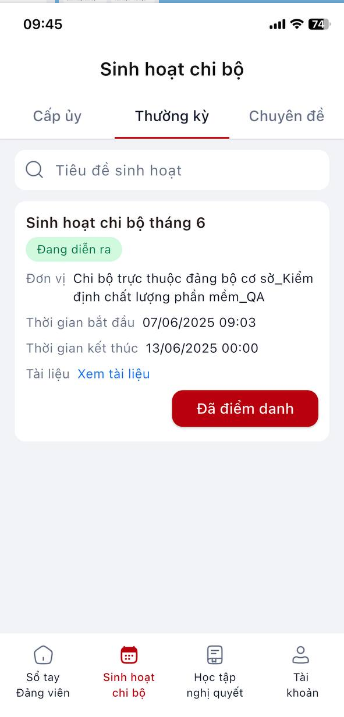 09:45
74
Sinh hoạt chi bộ
Cấp ủy
Thường kỳ
Chuyên đề
Tiêu đề sinh hoạt
Sinh hoạt chi bộ tháng 6
Đang diễn ra
Đơn vị Chi bộ trực thuộc đảng bộ cơ sở_Kiểm
định chất lượng phần mềm_QA
Thời gian bắt đầu 07/06/2025 09:03
Thời gian kết thúc 13/06/2025 00:00
Tài liệu Xem tài liệu
Đã điểm danh
Sổ tay
Đảng viên
Sinh hoạt
chi bộ
Học tập
nghị quyết
Tài
khoản